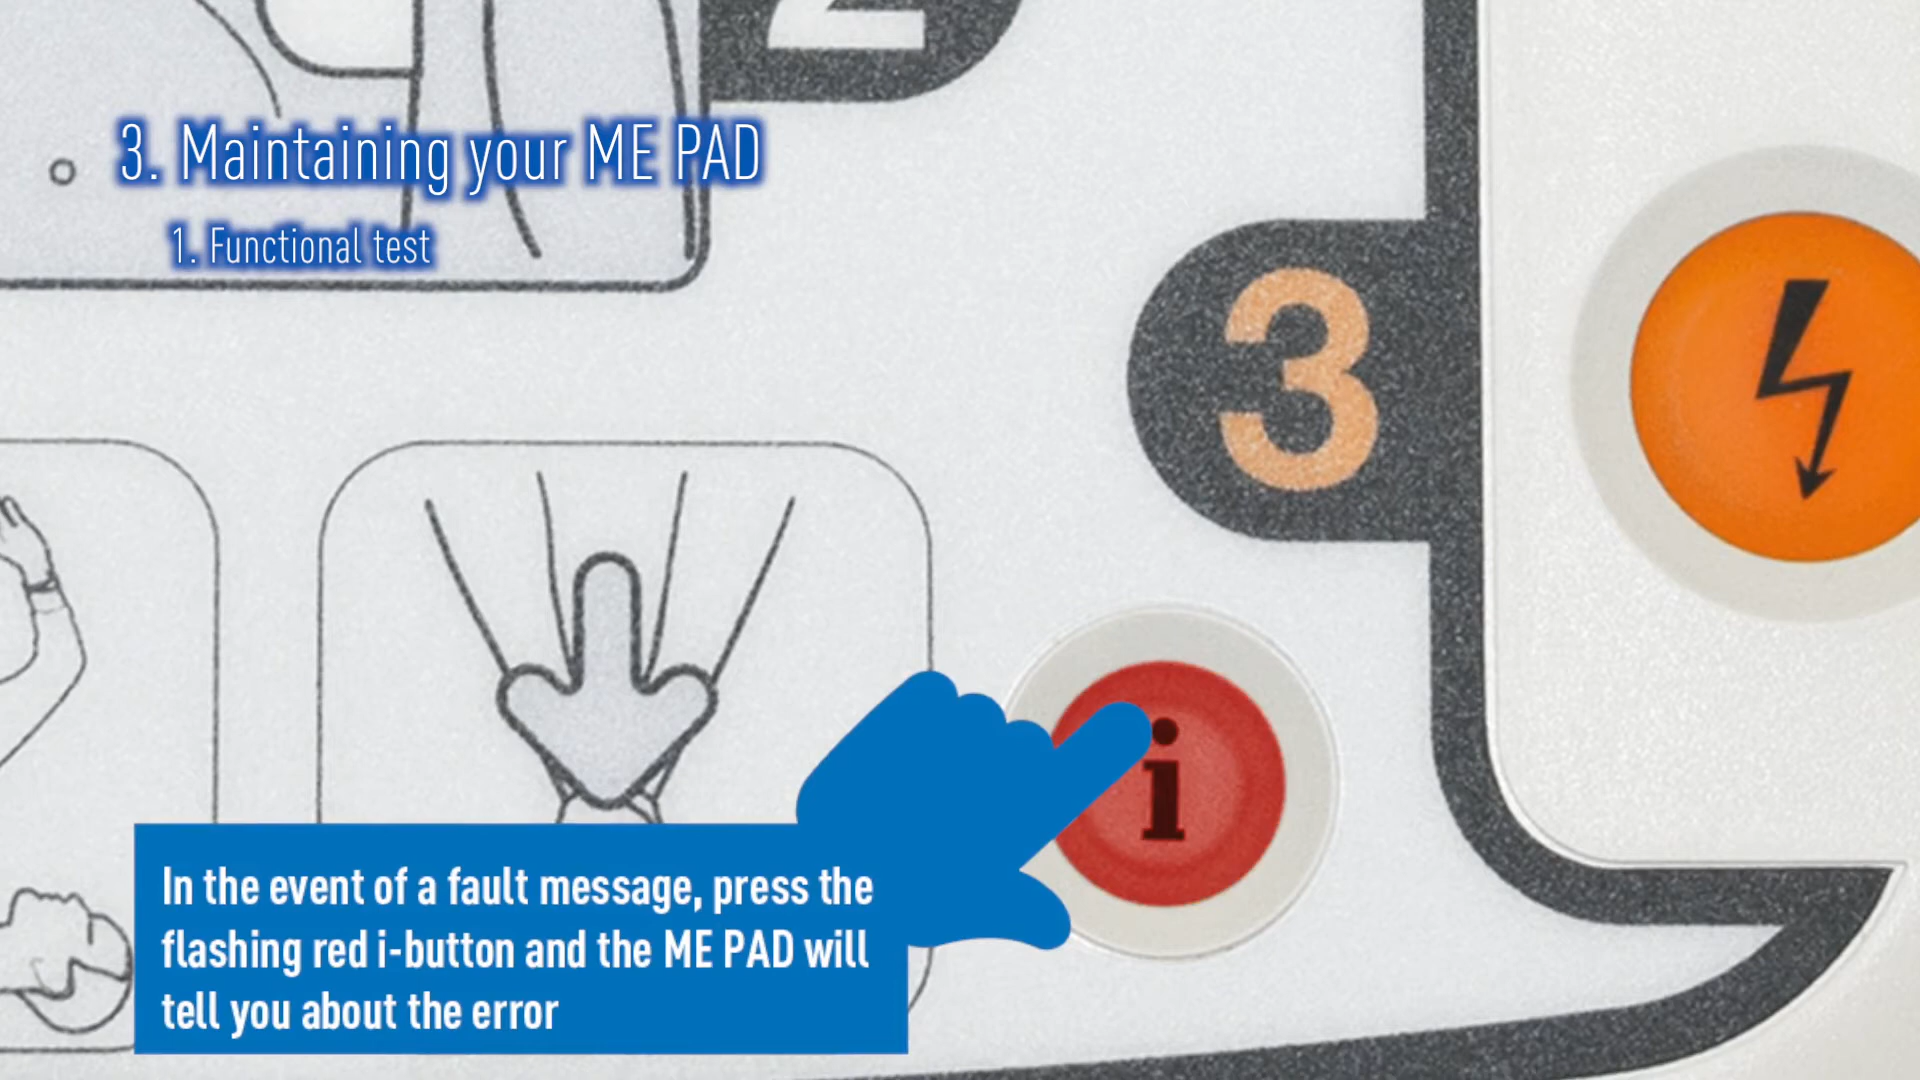 2
3. Maintaining your ME PAD
1. Functional test
3
i
In the event of a fault message, press the
flashing red i-button and the ME PAD will
tell you about the error